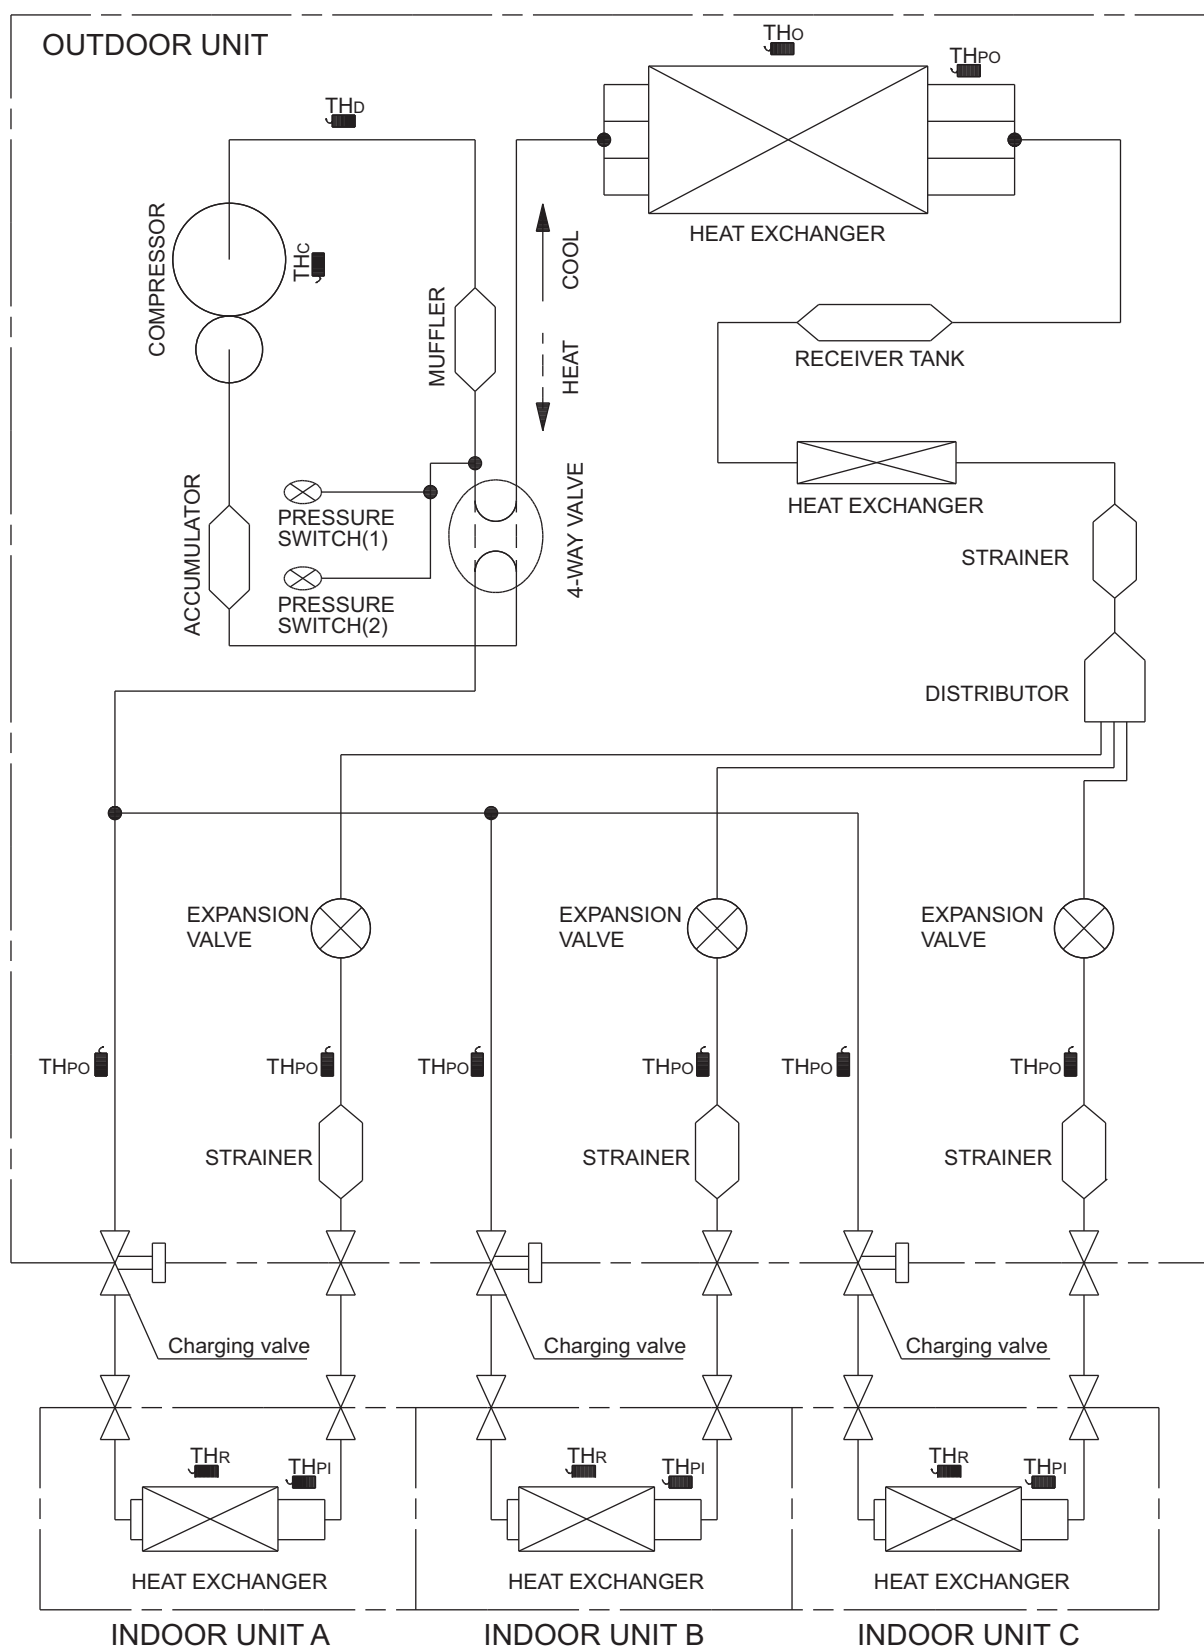 OUTDOOR UNIT
THO
THPO
THD
HEAT EXCHANGER
COMPRESSOR
THC
COOL
MUFFLER
HEAT
RECEIVER TANK
4-WAY VALVE
ACCUMULATOR
HEAT EXCHANGER
PRESSURE
SWITCH(1)
STRAINER
PRESSURE
SWITCH(2)
DISTRIBUTOR
EXPANSION
VALVE
EXPANSION
VALVE
EXPANSION
VALVE
THPO
THPO
THPO
THPO
THPO
THPO
STRAINER
STRAINER
STRAINER
Charging valve
Charging valve
Charging valve
THR
THPI
THR
THPI
THR
THPI
HEAT EXCHANGER
HEAT EXCHANGER
HEAT EXCHANGER
INDOOR UNIT A
INDOOR UNIT B
INDOOR UNIT C